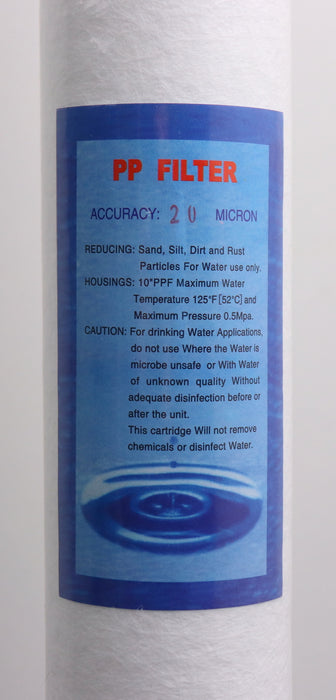 PP FILTER
ACCURACY: 20 MICRON
REDUCING: Sand, Silt, Dirt and Rust
Particles For Water use only.
HOUSINGS: 10"PPF Maximum Water
Temperature 125°F[52°C] and
Maximum Pressure 0.5Mpa.
CAUTION: For drinking Water Applications,
do not use Where the Water is
microbe unsafe or With Water
of unknown quality Without
adequate disinfection before or
after the unit.
This cartridge Will not remove
chemicals or disinfect Water.